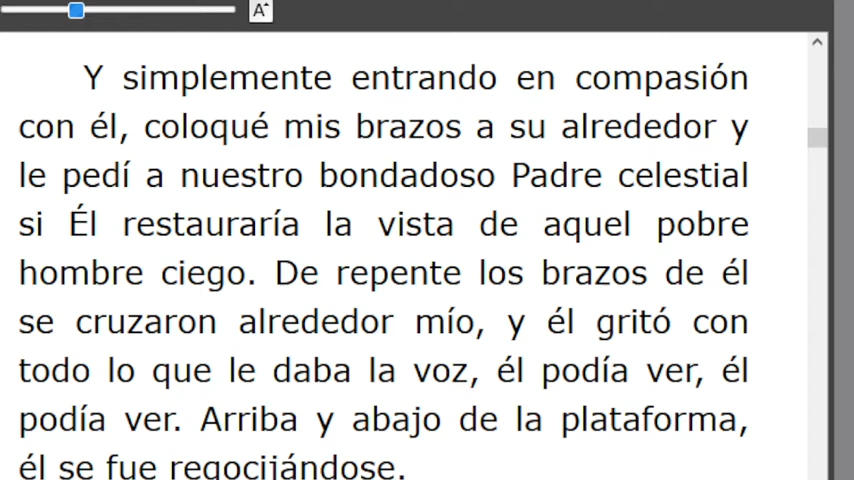 A
Y simplemente entrando en compasión
con él, coloqué mis brazos a su alrededor y
le pedí a nuestro bondadoso Padre celestial
si Él restauraría la vista de aquel pobre
hombre ciego. De repente los brazos de él
se cruzaron alrededor mío, y él gritó con
todo lo que le daba la voz, él podía ver, él
podía ver. Arriba y abajo de la plataforma,
él se fue regocijándose.